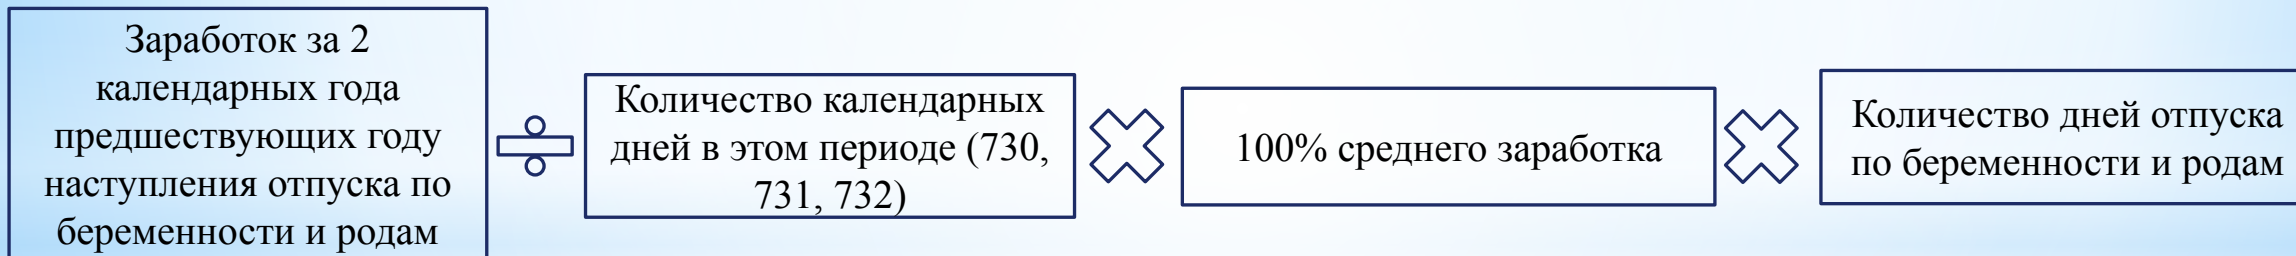 Заработок за 2
календарных года
предшествующих году
наступления отпуска по
беременности и родам
Количество календарных
дней в этом периоде (730,
731, 732)
100% среднего заработка
Количество дней отпуска
по беременности и родам